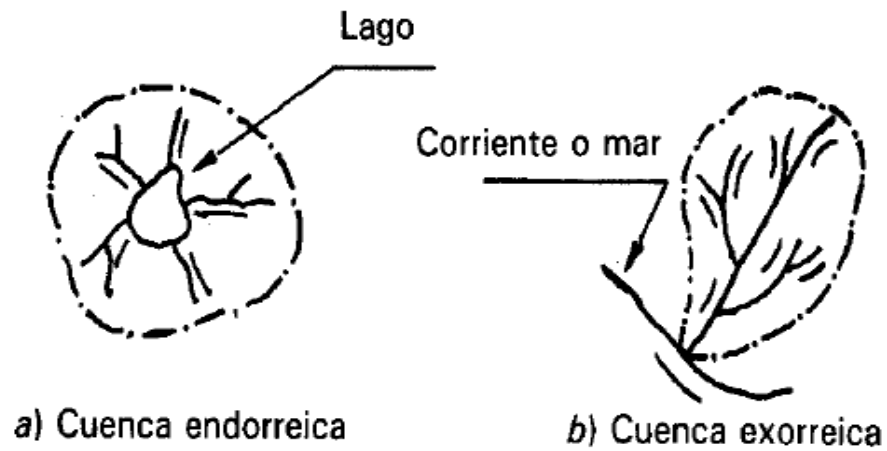 Lago
Corriente o mar
a) Cuenca endorreica
b) Cuenca exorreica